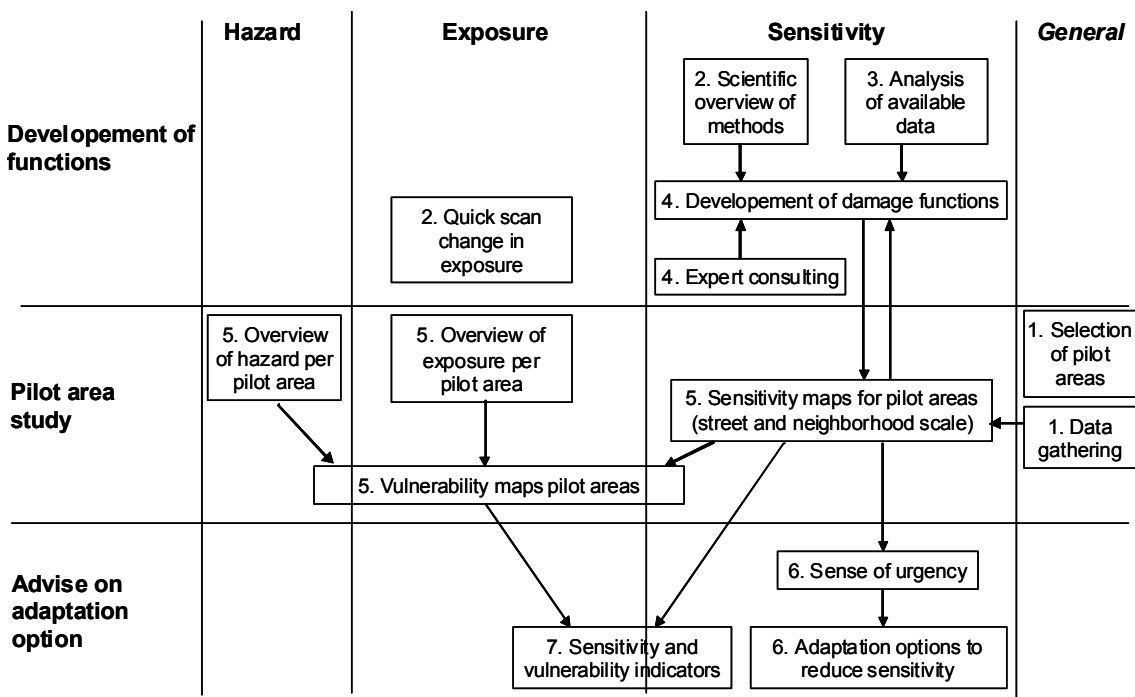 Hazard
Exposure
Sensitivity
General
Developement of
functions
2. Scientific
overview of
methods
3. Analysis
of available
data
4. Developement of damage functions
2. Quick scan
change in
exposure
4. Expert consulting
Pilot area
study
5. Overview
of hazard per
pilot area
5. Overview of
exposure per
pilot area
1. Selection
of pilot
areas
5. Sensitivity maps for pilot areas
(street and neighborhood scale)
1. Data
gathering
5. Vulnerability maps pilot areas
Advise on
adaptation
option
6. Sense of urgency
7. Sensitivity and
vulnerability indicators
6. Adaptation options to
reduce sensitivity